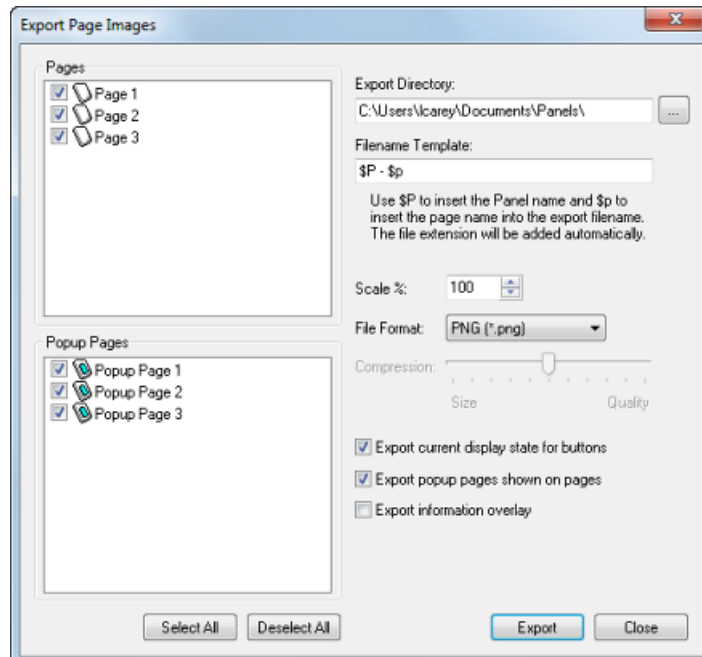 Export Page Images
Pages
Page 1
Page 2
Page 3
Popup Pages
Popup Page 1
Popup Page 2
Popup Page 3
Select All
Deselect All
Export Directory:
C:\Users\lcarey\Documents\Panels\
...
Filename Template:
$P - $p
Use $P to insert the Panel name and $p to
insert the page name into the export filename.
The file extension will be added automatically.
Scale %:
100
File Format:
PNG (*.png)
Compression:
Size
Quality
Export current display state for buttons
Export popup pages shown on pages
Export information overlay
Export
Close